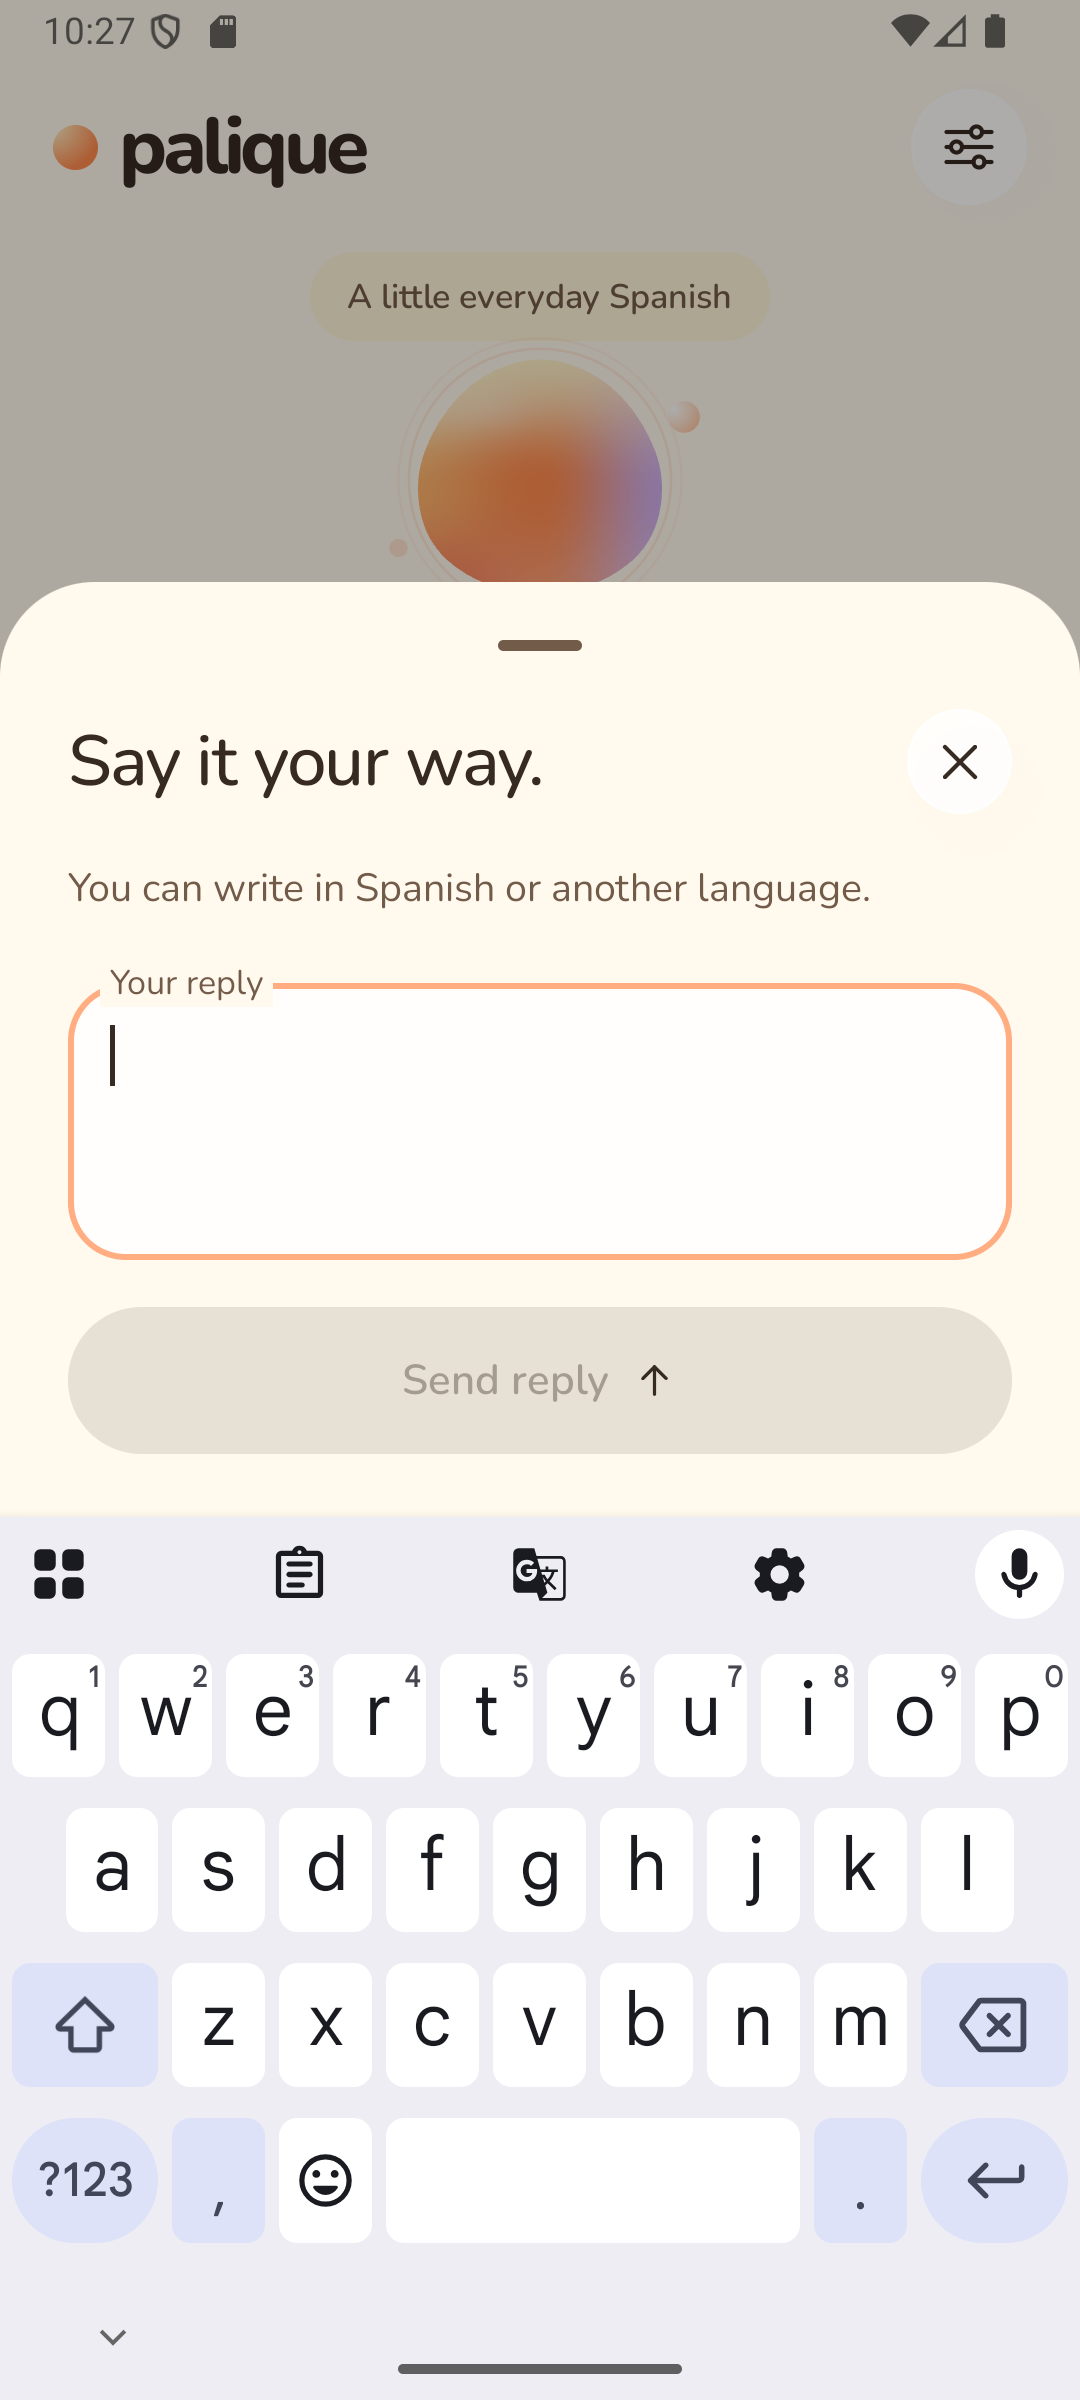 10:27
palique
A little everyday Spanish
Say it your way.
You can write in Spanish or another language.
Your reply
Send reply
q1 w2 e3 r4 t5 y6 u7 i8 o9 p0
a s d f g h j k l
z x c v b n m
?123 , .